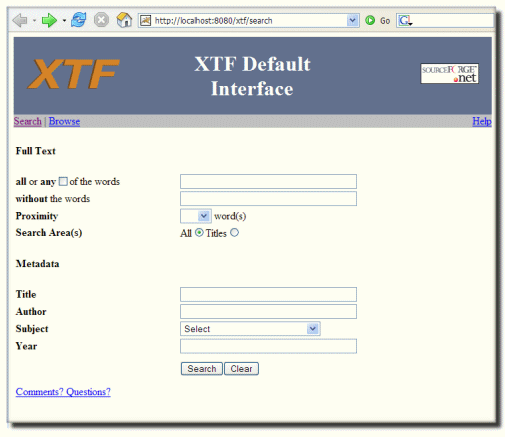 http://localhost:8080/xtf/search Go G
XTF XTF Default Interface SOURCEFORGE .net
Search | Browse Help
Full Text
all or any of the words
without the words
Proximity word(s)
Search Area(s) All Titles
Metadata
Title
Author
Subject Select
Year
Search Clear
Comments? Questions?